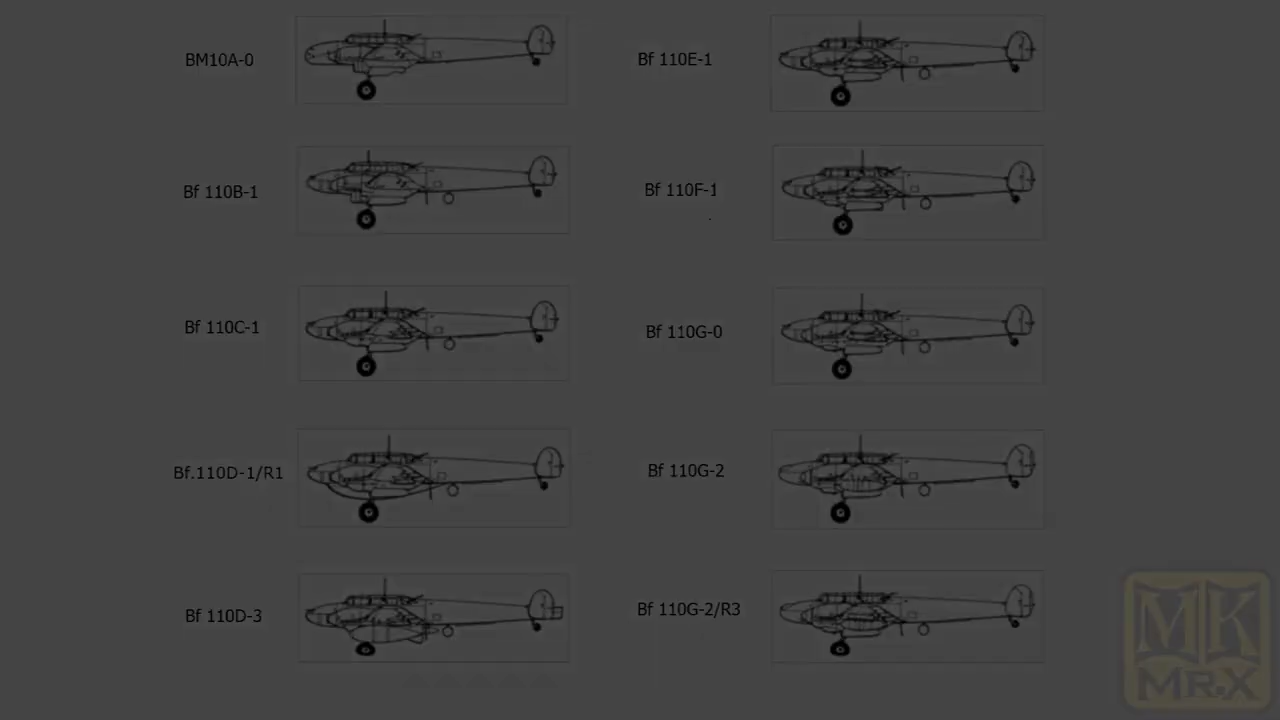 BM10A-0
Bf 110E-1
Bf 110B-1
Bf 110F-1
Bf 110C-1
Bf 110G-0
Bf.110D-1/R1
Bf 110G-2
Bf 110D-3
Bf 110G-2/R3
MK
MR.X